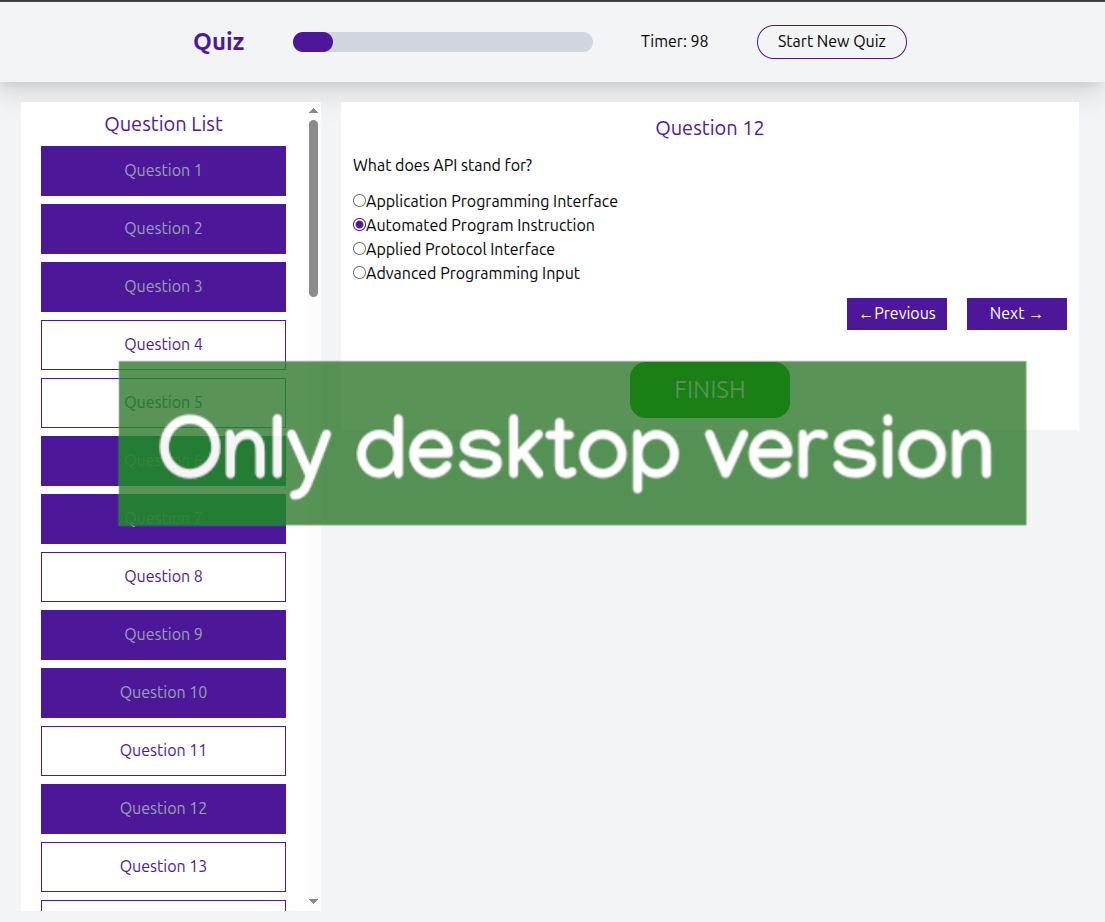 Quiz
Timer: 98
Start New Quiz
Question List
Question 1
Question 2
Question 3
Question 4
Question 5
Question 6
Question 7
Question 8
Question 9
Question 10
Question 11
Question 12
Question 13
Question 12
What does API stand for?
Application Programming Interface
Automated Program Instruction
Applied Protocol Interface
Advanced Programming Input
←Previous
Next →
FINISH
Only desktop version